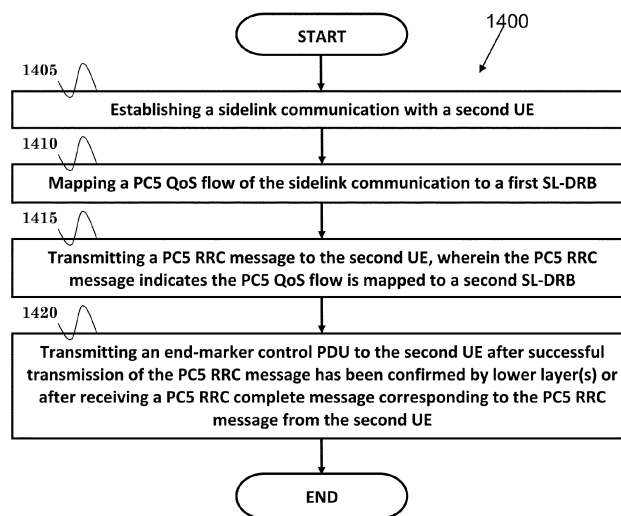 START
1400
1405
Establishing a sidelink communication with a second UE
1410
Mapping a PC5 QoS flow of the sidelink communication to a first SL-DRB
1415
Transmitting a PC5 RRC message to the second UE, wherein the PC5 RRC
message indicates the PC5 QoS flow is mapped to a second SL-DRB
1420
Transmitting an end-marker control PDU to the second UE after successful
transmission of the PC5 RRC message has been confirmed by lower layer(s) or
after receiving a PC5 RRC complete message corresponding to the PC5 RRC
message from the second UE
END